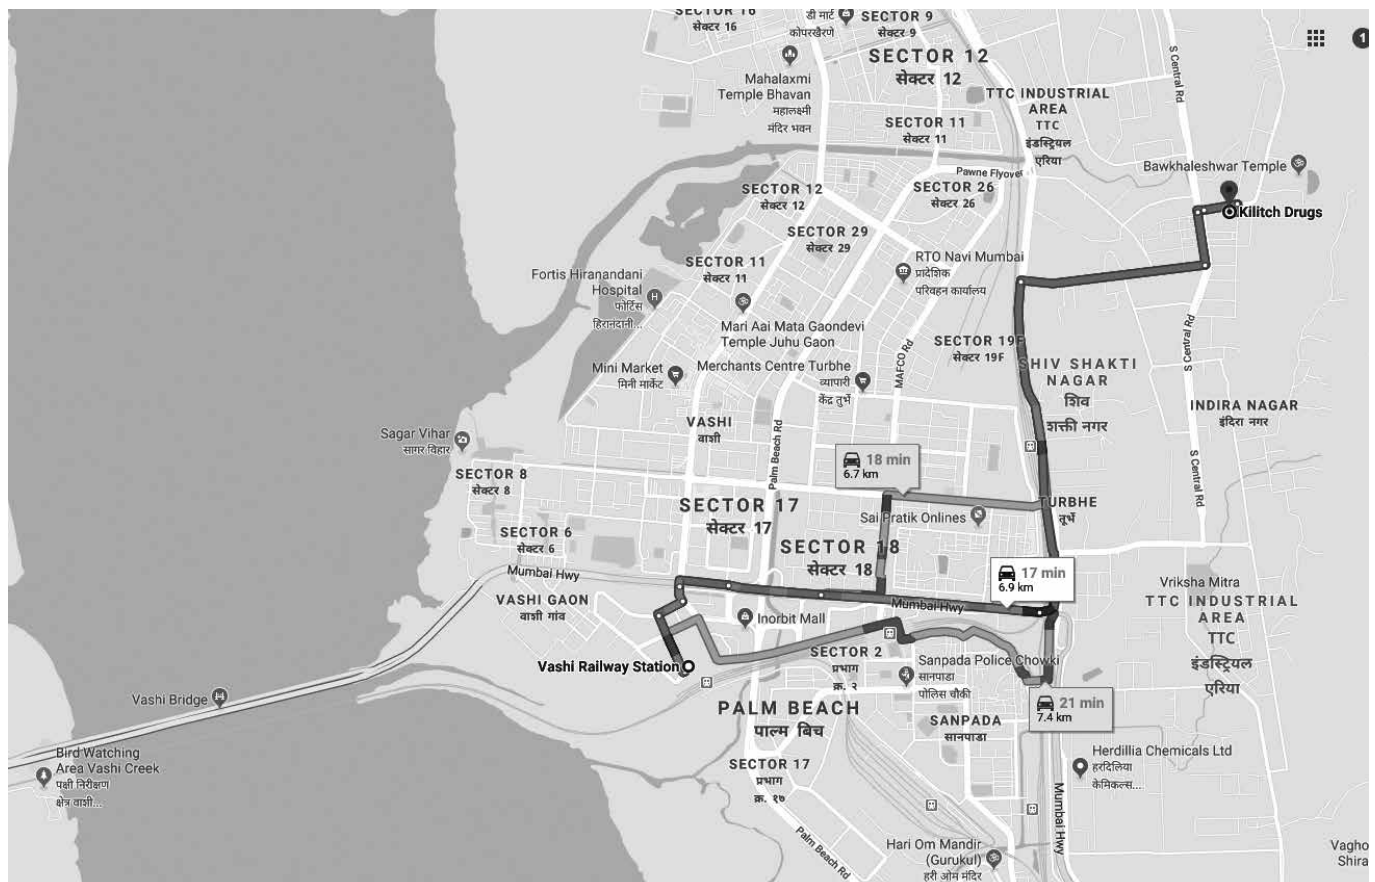 SECTOR 16
सेक्टर 16
डी मार्ट
कोपरखैरणे
SECTOR 9
सेक्टर 9
SECTOR 12
सेक्टर 12
1
S Central Rd
Mahalaxmi
Temple Bhavan
महालक्ष्मी
मंदिर भवन
TTC INDUSTRIAL
AREA
TTC
इंडस्ट्रियल
एरिया
SECTOR 11
सेक्टर 11
Bawkhaleshwar Temple
Pawne Flyover
SECTOR 12
सेक्टर 12
SECTOR 26
सेक्टर 26
Kilitch Drugs
SECTOR 29
सेक्टर 29
SECTOR 11
सेक्टर 11
RTO Navi Mumbai
प्रादेशिक
परिवहन कार्यालय
Fortis Hiranandani
Hospital
फोर्टिस
हिरानंदानी...
Mari Aai Mata Gaondevi
Temple Juhu Gaon
SECTOR 19F
सेक्टर 19F
S Central Rd
MAFCO Rd
SHIV SHAKTI
NAGAR
शिव
शक्ती नगर
Mini Market
मिनी मार्केट
Merchants Centre Turbhe
व्यापारी
केंद्र तुर्भे
INDIRA NAGAR
इंदिरा नगर
VASHI
वाशी
Sagar Vihar
सागर विहार
Palm Beach Rd
18 min
6.7 km
S Central Rd
SECTOR 8
सेक्टर 8
SECTOR 17
सेक्टर 17
Sai Pratik Onlines
TURBHE
तूर्भे
SECTOR 6
सेक्टर 6
SECTOR 18
सेक्टर 18
Mumbai Hwy
17 min
6.9 km
Vriksha Mitra
TTC INDUSTRIAL
AREA
TTC
इंडस्ट्रियल
एरिया
VASHI GAON
वाशी गांव
Mumbai Hwy
Inorbit Mall
Vashi Railway Station
SECTOR 2
प्रभाग
क्र. २
Sanpada Police Chowki
सानपाडा
पोलिस चौकी
Vashi Bridge
21 min
7.4 km
PALM BEACH
पाल्म बिच
SANPADA
सानपाडा
Bird Watching
Area Vashi Creek
पक्षी निरीक्षण
क्षेत्र वाशी...
SECTOR 17
प्रभाग
क्र. १७
Herdillia Chemicals Ltd
हरदिलिया
केमिकल्स...
Mumbai Hwy
Palm Beach Rd
Hari Om Mandir
(Gurukul)
हरी ओम मंदिर
Vagho
Shira